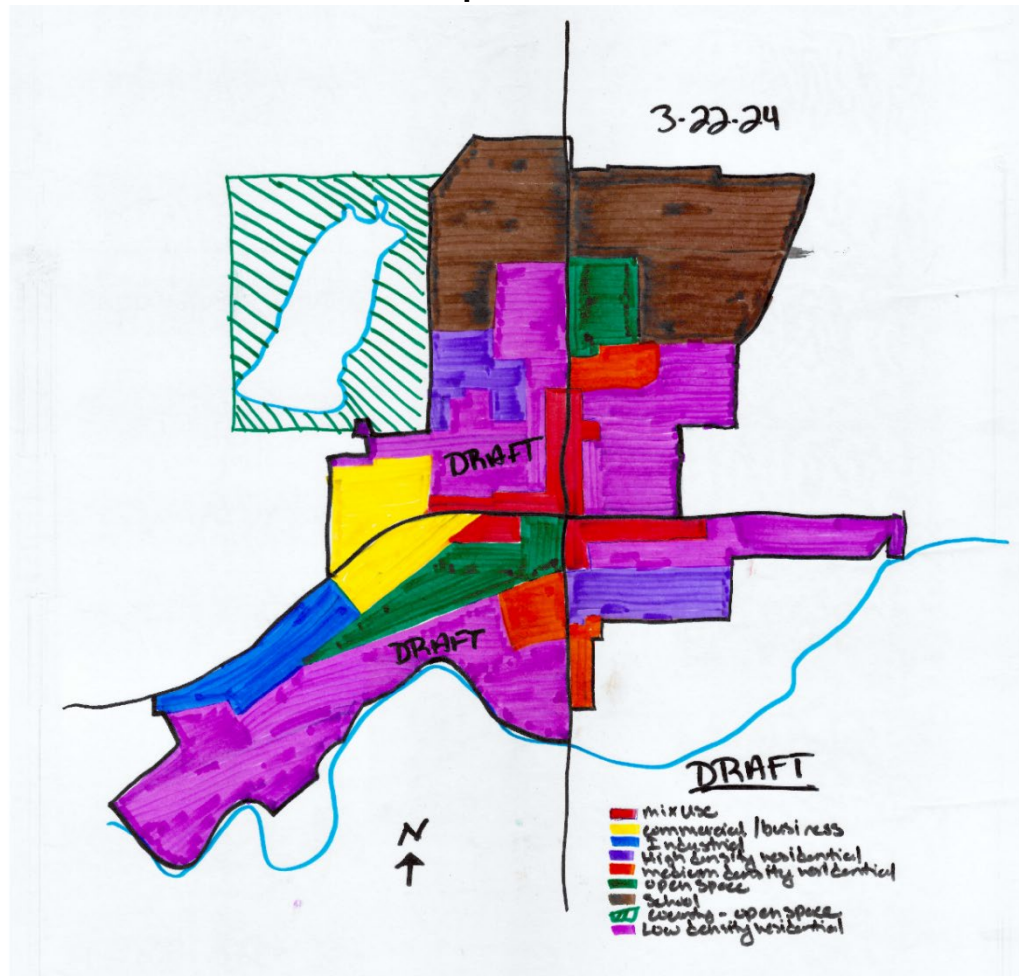 3-22-24
DRAFT
DRAFT
DRAFT
mix use
commercial / business
Industrial
High density residential
medium density residential
open space
School
county - open space
Low density residential
N